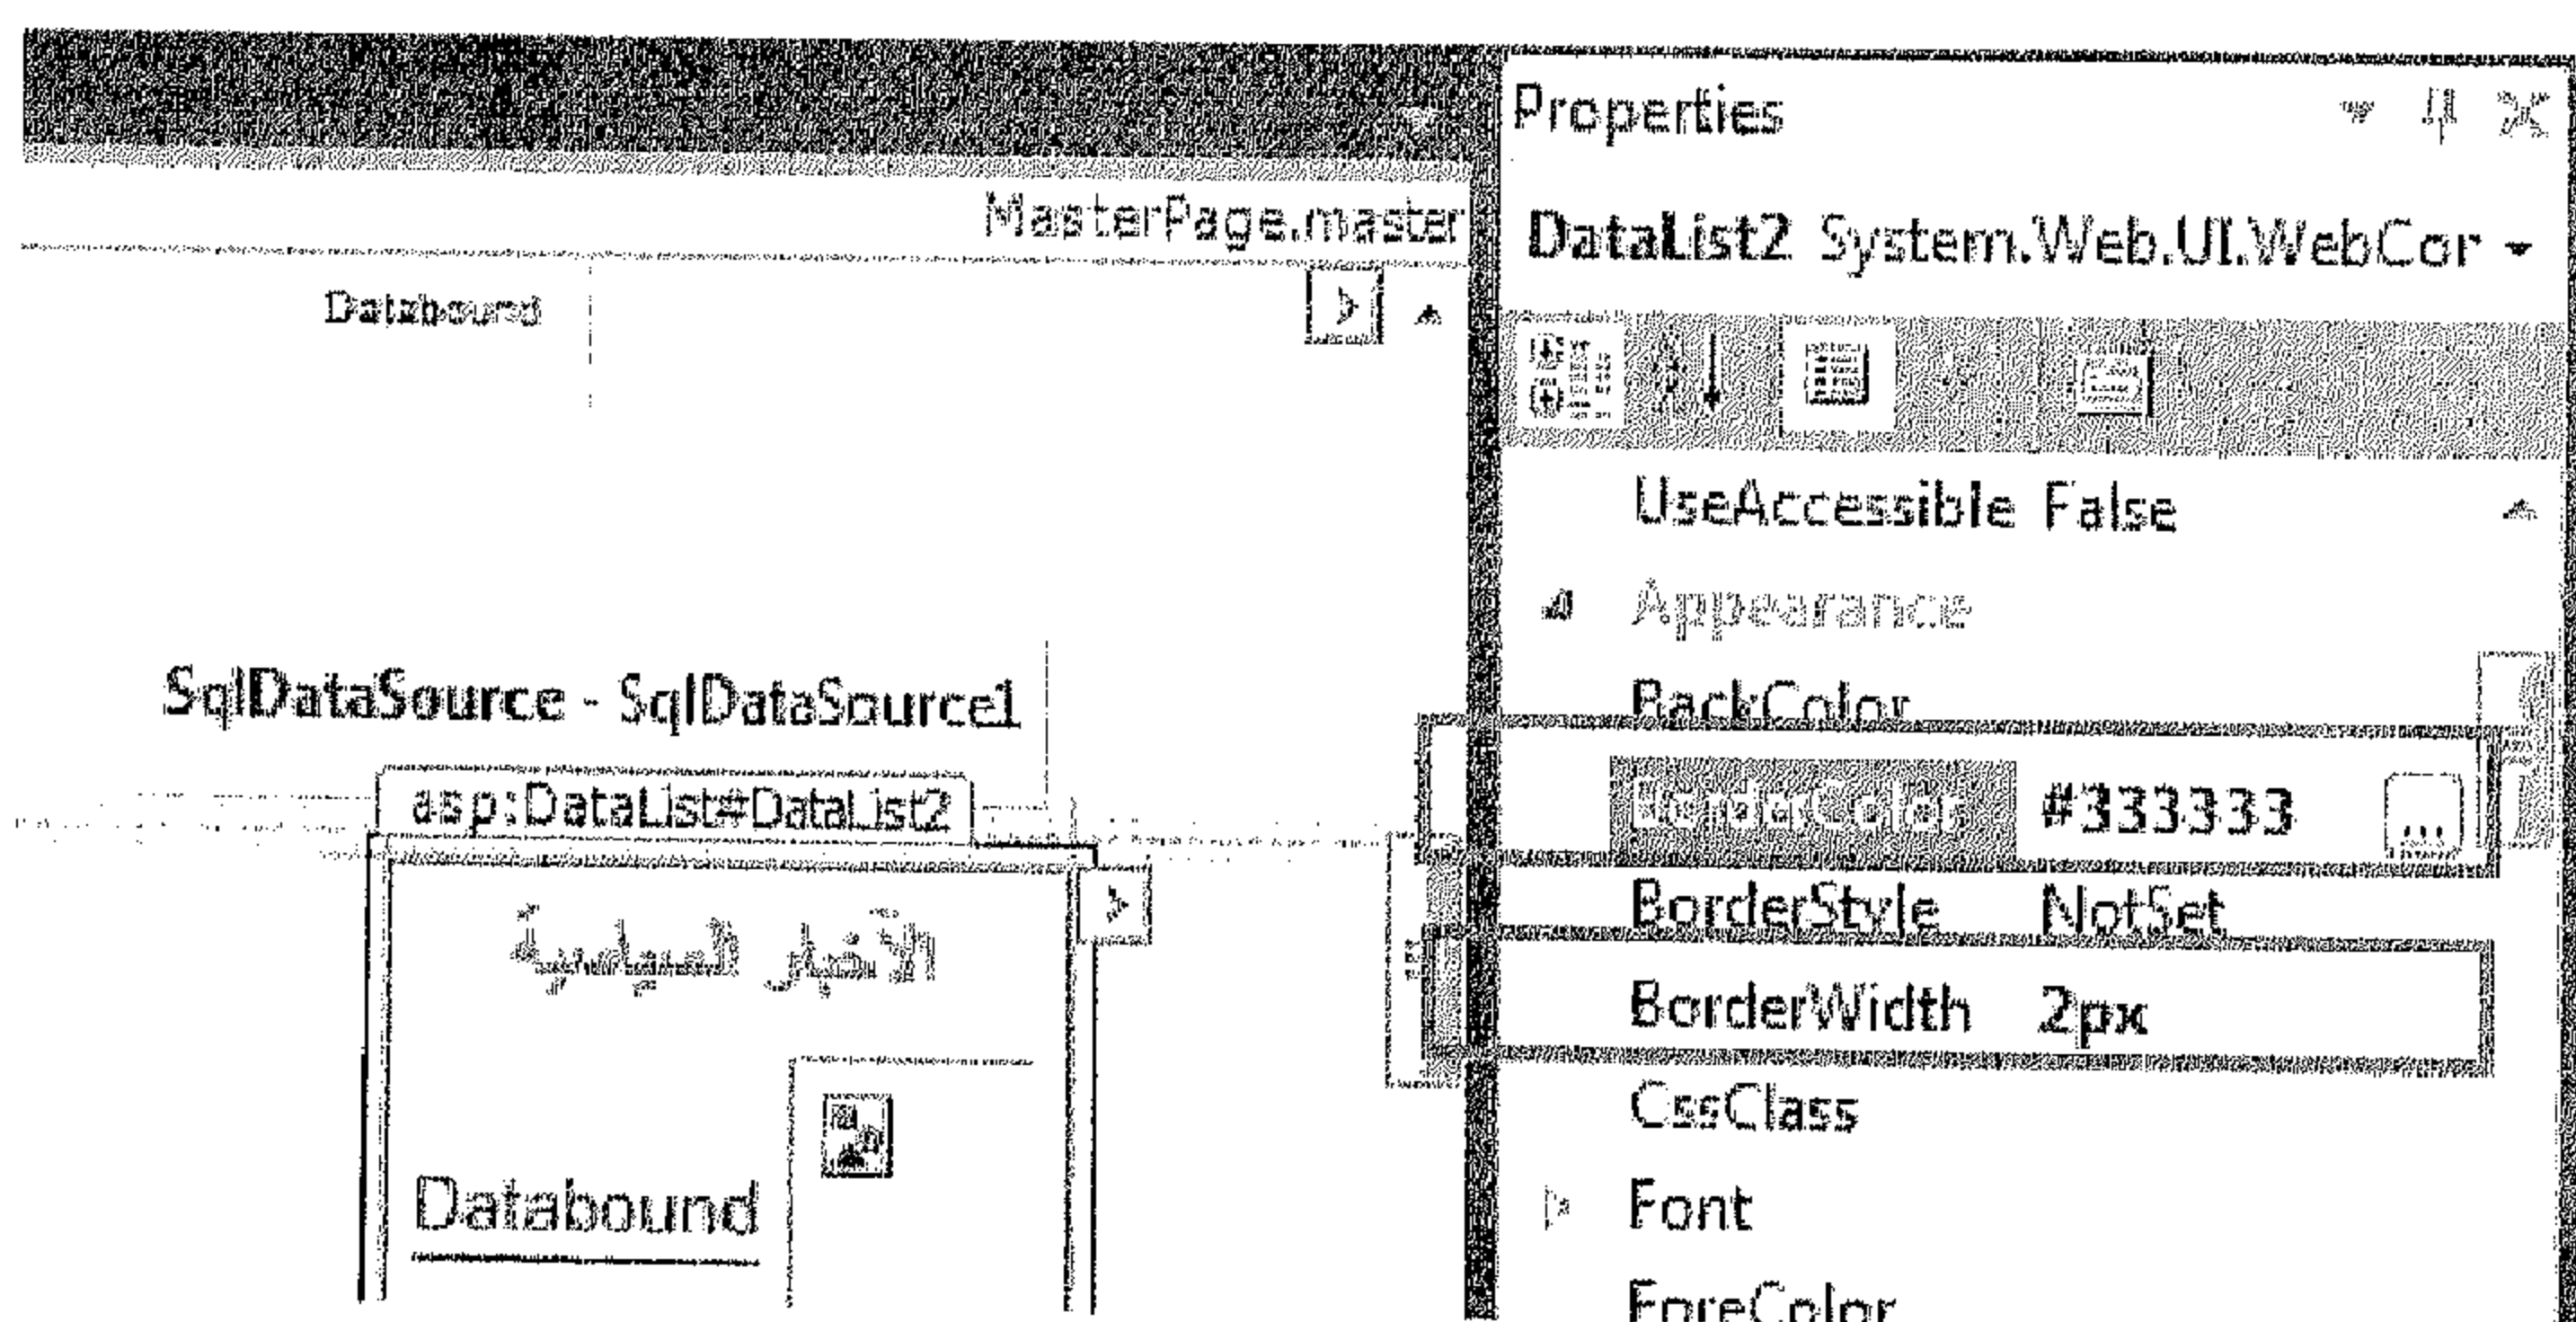 MasterPage.master
Databound
SqlDataSource - SqlDataSource1
asp:DataList#DataList2
الأخبار السياسية
Databound
Properties
DataList2 System.Web.UI.WebCor
UseAccessible False
Appearance
BackColor
BorderColor #333333
...
BorderStyle NotSet
BorderWidth 2px
CssClass
Font
ForeColor